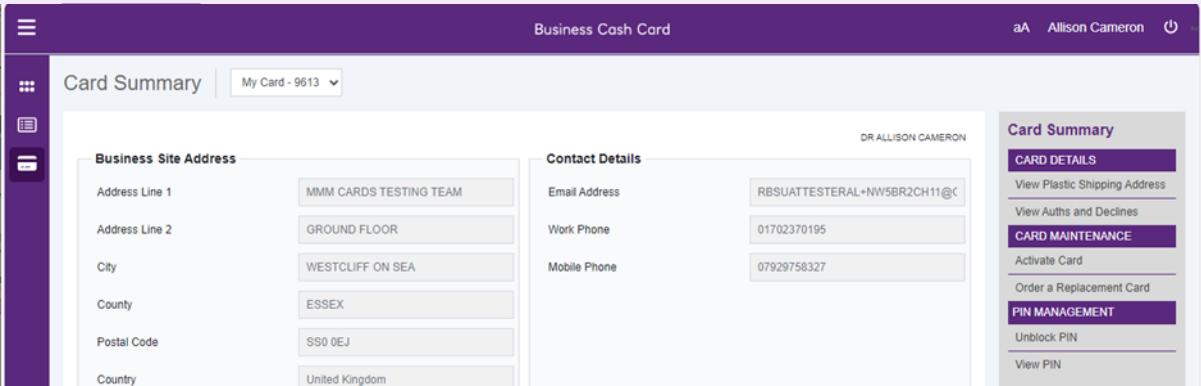 Business Cash Card
aA Allison Cameron
Card Summary
My Card - 9613
DR ALLISON CAMERON
Business Site Address
Address Line 1 MMM CARDS TESTING TEAM
Address Line 2 GROUND FLOOR
City WESTCLIFF ON SEA
County ESSEX
Postal Code SS0 0EJ
Country United Kingdom
Contact Details
Email Address RBSUATTESTERAL+NW5BR2CH11@
Work Phone 01702370195
Mobile Phone 07929758327
Card Summary
CARD DETAILS
View Plastic Shipping Address
View Auths and Declines
CARD MAINTENANCE
Activate Card
Order a Replacement Card
PIN MANAGEMENT
Unblock PIN
View PIN